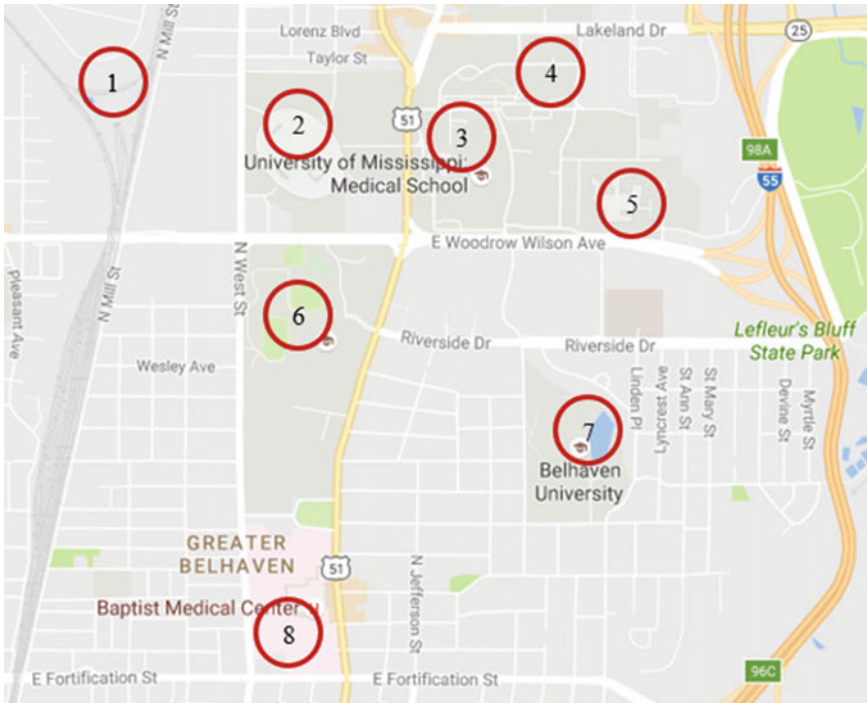 Lorenz Blvd
Lakeland Dr
25
N Mill St
Taylor St
1
4
2
51
3
98A
University of Mississippi:
Medical School
55
5
E Woodrow Wilson Ave
Pleasant Ave
N Mill St
N West St
6
Lefleur's Bluff
State Park
Riverside Dr
Riverside Dr
Wesley Ave
Linden Pl
Lyncrest Ave
St Ann St
St Mary St
Devine St
Myrtle St
7
Belhaven
University
GREATER
BELHAVEN
51
N Jefferson St
Baptist Medical Center
8
96C
E Fortification St
E Fortification St